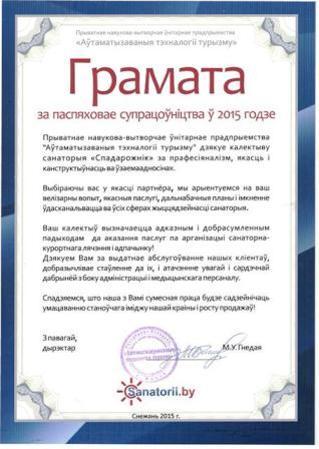 Прыватнае навукова-вытворчае ўнітарнае прадпрыемства
«Аўтаматызаваныя тэхналогіі турызму»
Грамата
за паспяховае супрацоўніцтва ў 2015 годзе
Прыватнае навукова-вытворчае ўнітарнае прадпрыемства
"Аўтаматызаваныя тэхналогіі турызму" дзякуе калектыву
санаторыя «Спадарожнік» за прафесіяналізм, якасць і
канструктыўнасць ва ўзаемаадносінах.
Выбіраючы вас у якасці партнёра, мы арыентуемся на ваш
велізарны вопыт, якасныя паслугі, дальнабачныя планы і імкненне
ўдасканальвацца ва ўсіх сферах жыццядзейнасці санаторыя.
Ваш калектыў вызначаецца адказным і добрасумленным
падыходам да аказання паслуг па арганізацыі санаторна-
курортнага лячэння і адпачынку!
Дзякуем Вам за выдатнае абслугоўванне нашых кліентаў,
добразычлівае стаўленне да іх, і атачэнне увагай і сардэчнай
дабрынёй з боку адміністрацыі і медыцынскага персаналу.
Спадзяемся, што наша з Вамі сумесная праца будзе садзейнічаць
умацаванню станоўчага іміджу нашай краіны і росту продажаў!
З павагай,
дырэктар М.У.Гнедая
Sanatorii.by
Снежань 2015 г.